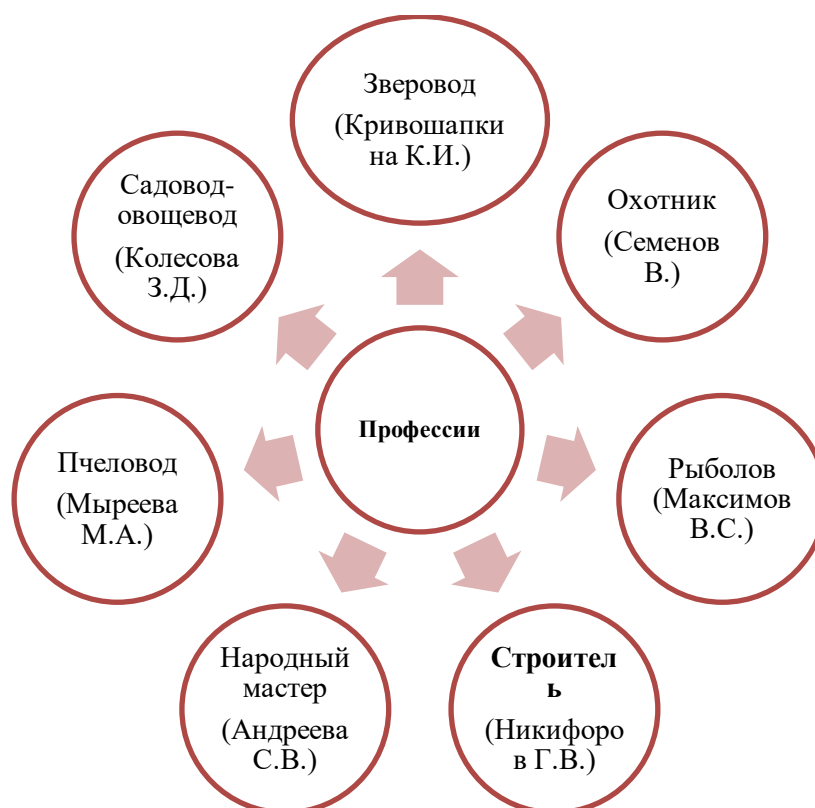 Зверовод
(Кривошапки
на К.И.)
Охотник
(Семенов
В.)
Рыболов
(Максимов
В.С.)
Строител
ь
(Никифоро
в Г.В.)
Народный
мастер
(Андреева
С.В.)
Пчеловод
(Мыреева
М.А.)
Садовод-
овощевод
(Колесова
З.Д.)
Профессии